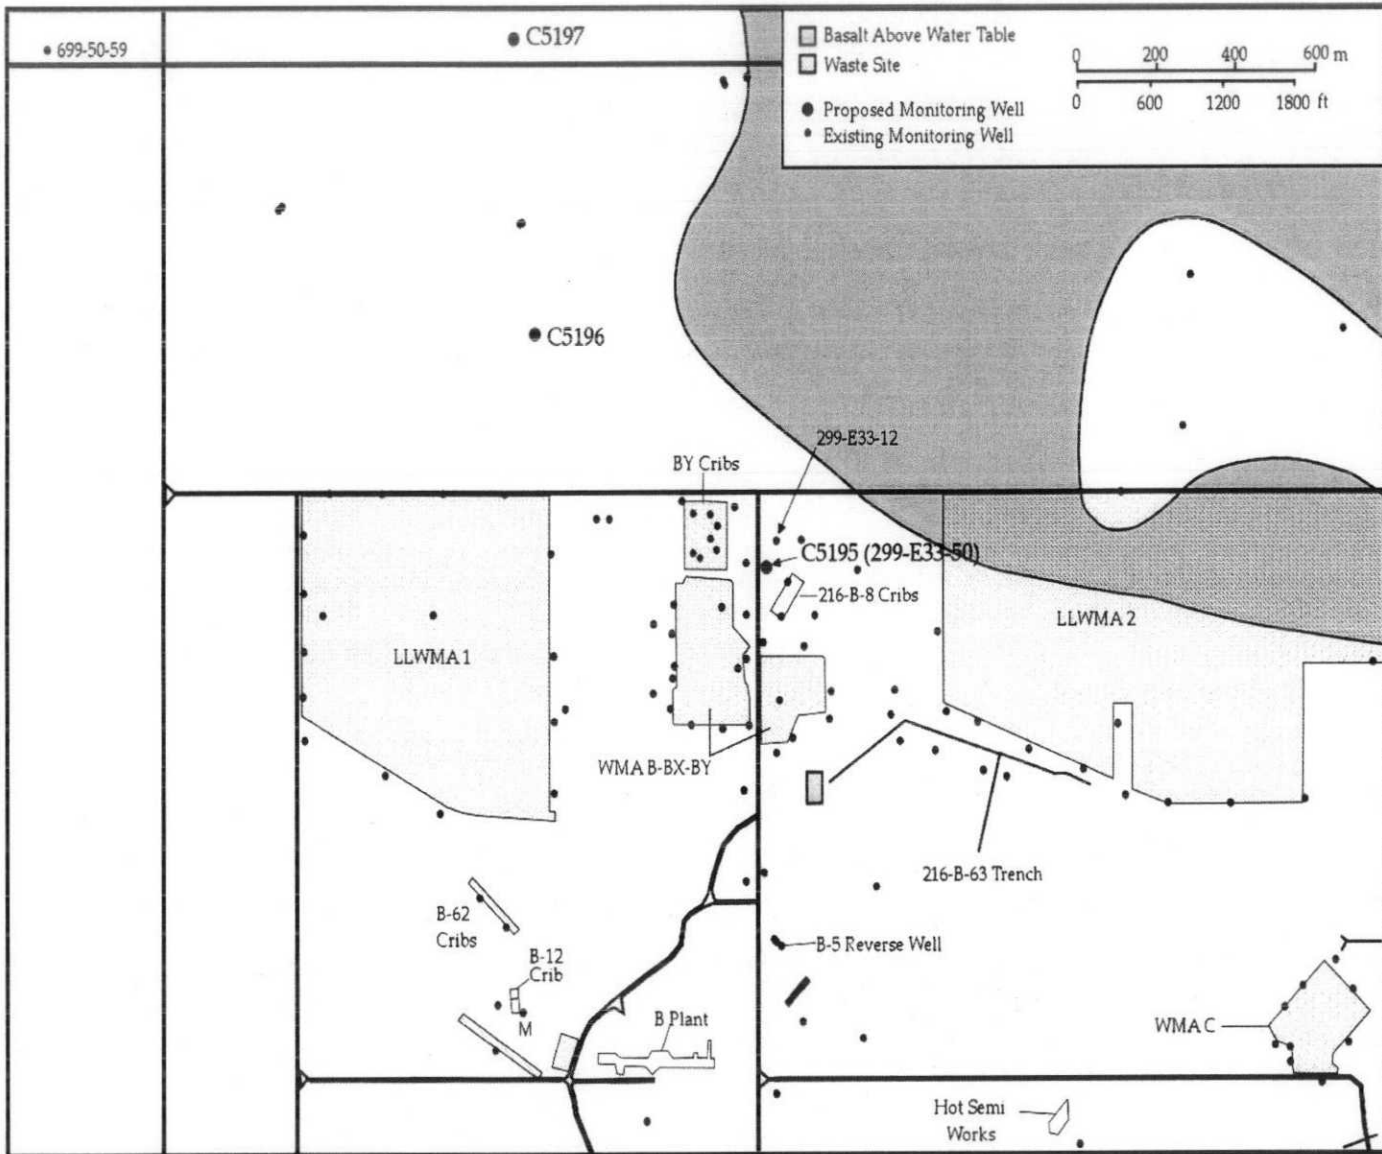 699-50-59
C5197
Basalt Above Water Table
Waste Site
Proposed Monitoring Well
Existing Monitoring Well
0 200 400 600 m
0 600 1200 1800 ft
C5196
299-E33-12
BY Cribs
C5195 (299-E33-50)
216-B-8 Cribs
LLWMA 1
LLWMA 2
WMA B-BX-BY
216-B-63 Trench
B-62
Cribs
B-5 Reverse Well
B-12
Crib
M
B Plant
WMA C
Hot Semi
Works